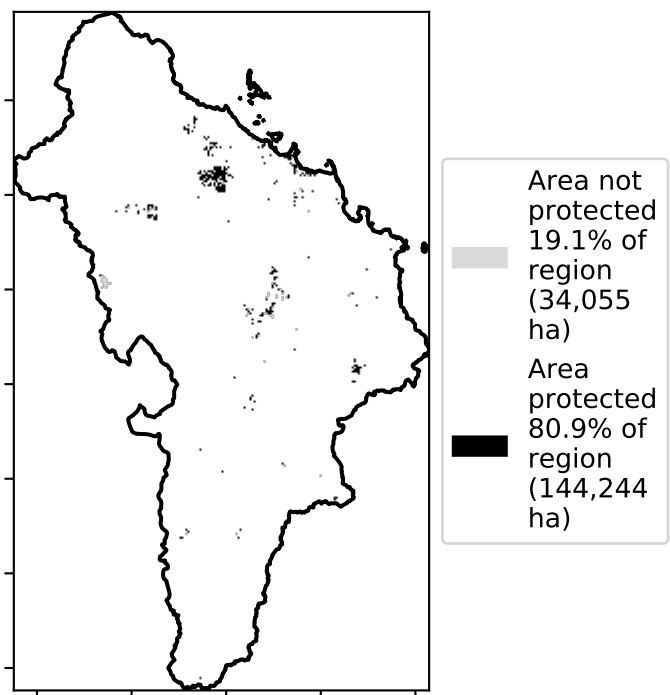 Area not
protected
19.1% of
region
(34,055
ha)
Area
protected
80.9% of
region
(144,244
ha)